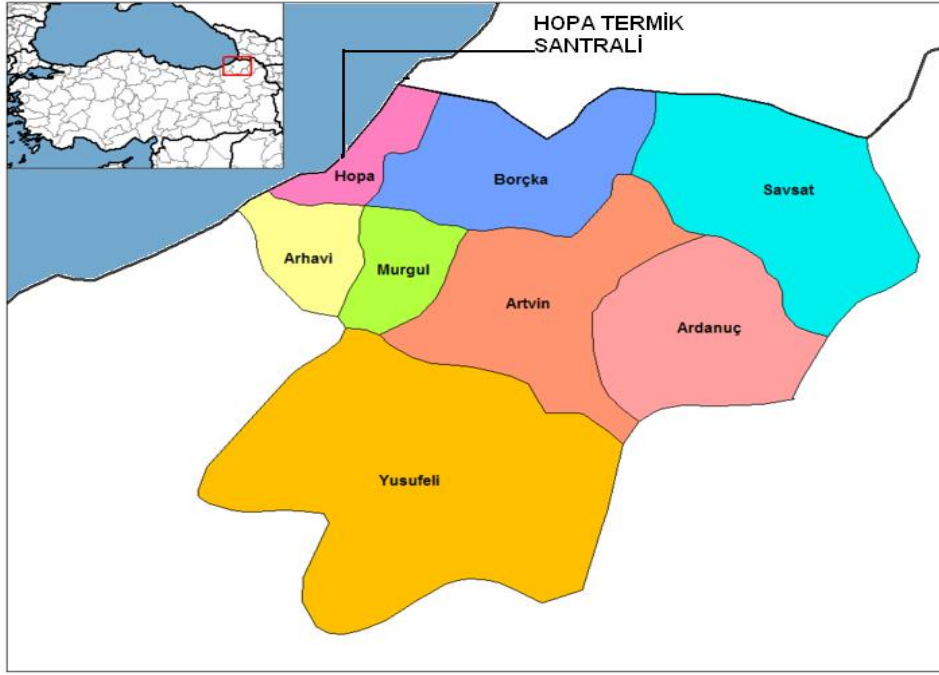 HOPA TERMİK
SANTRALİ
Hopa
Borçka
Savsat
Arhavi
Murgul
Artvin
Ardanuç
Yusufeli